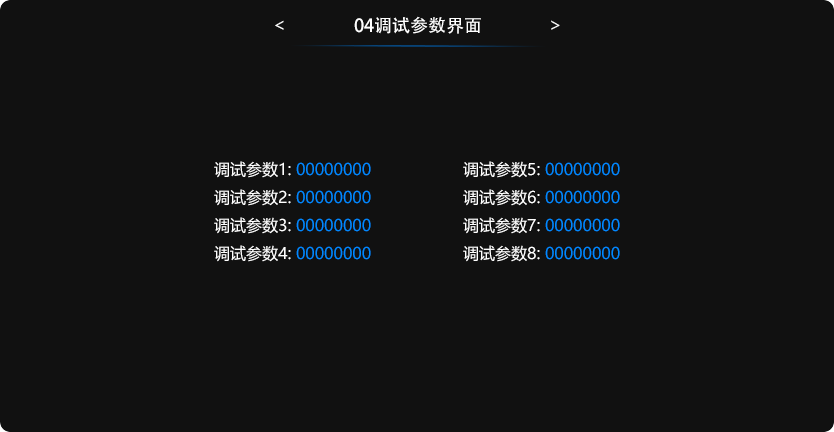 < 04调试参数界面 >
调试参数1: 00000000
调试参数2: 00000000
调试参数3: 00000000
调试参数4: 00000000
调试参数5: 00000000
调试参数6: 00000000
调试参数7: 00000000
调试参数8: 00000000